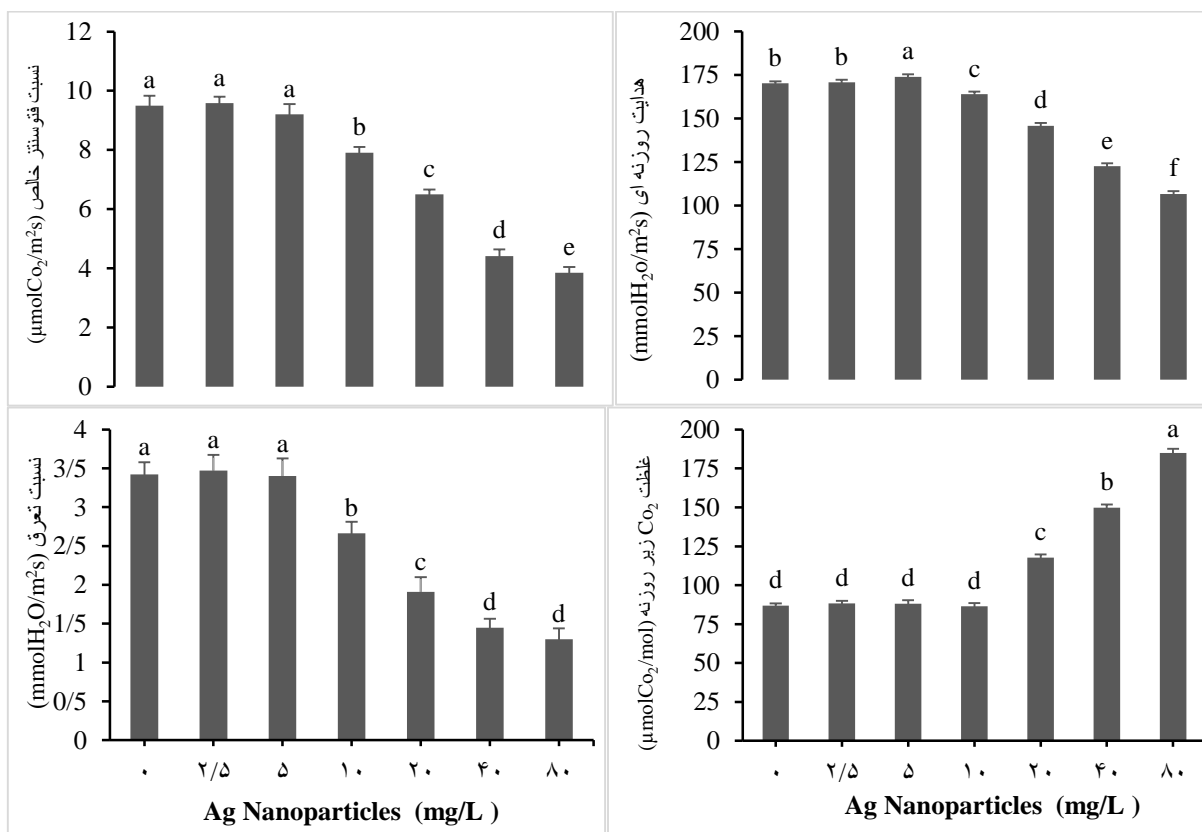 نسبت فتوسنتز خالص
(µmolCo₂/m²s)
12
10
8
6
4
2
0
a
a
a
b
c
d
e
هدایت روزنه ای
(mmolH₂o/m²s)
200
175
150
125
100
75
50
25
0
b
b
a
c
d
e
f
نسبت تعرق (mmolH₂O/m²s)
4
3/5
3
2/5
2
1/5
1
0/5
0
a
a
a
b
c
d
d
۰ ۲/۵ ۵ ۱۰ ۲۰ ۴۰ ۸۰
Ag Nanoparticles (mg/L )
غلظت Co₂ زیر روزنه (µmolCo₂/mol)
200
175
150
125
100
75
50
25
0
d
d
d
d
c
b
a
۰ ۲/۵ ۵ ۱۰ ۲۰ ۴۰ ۸۰
Ag Nanoparticles (mg/L )